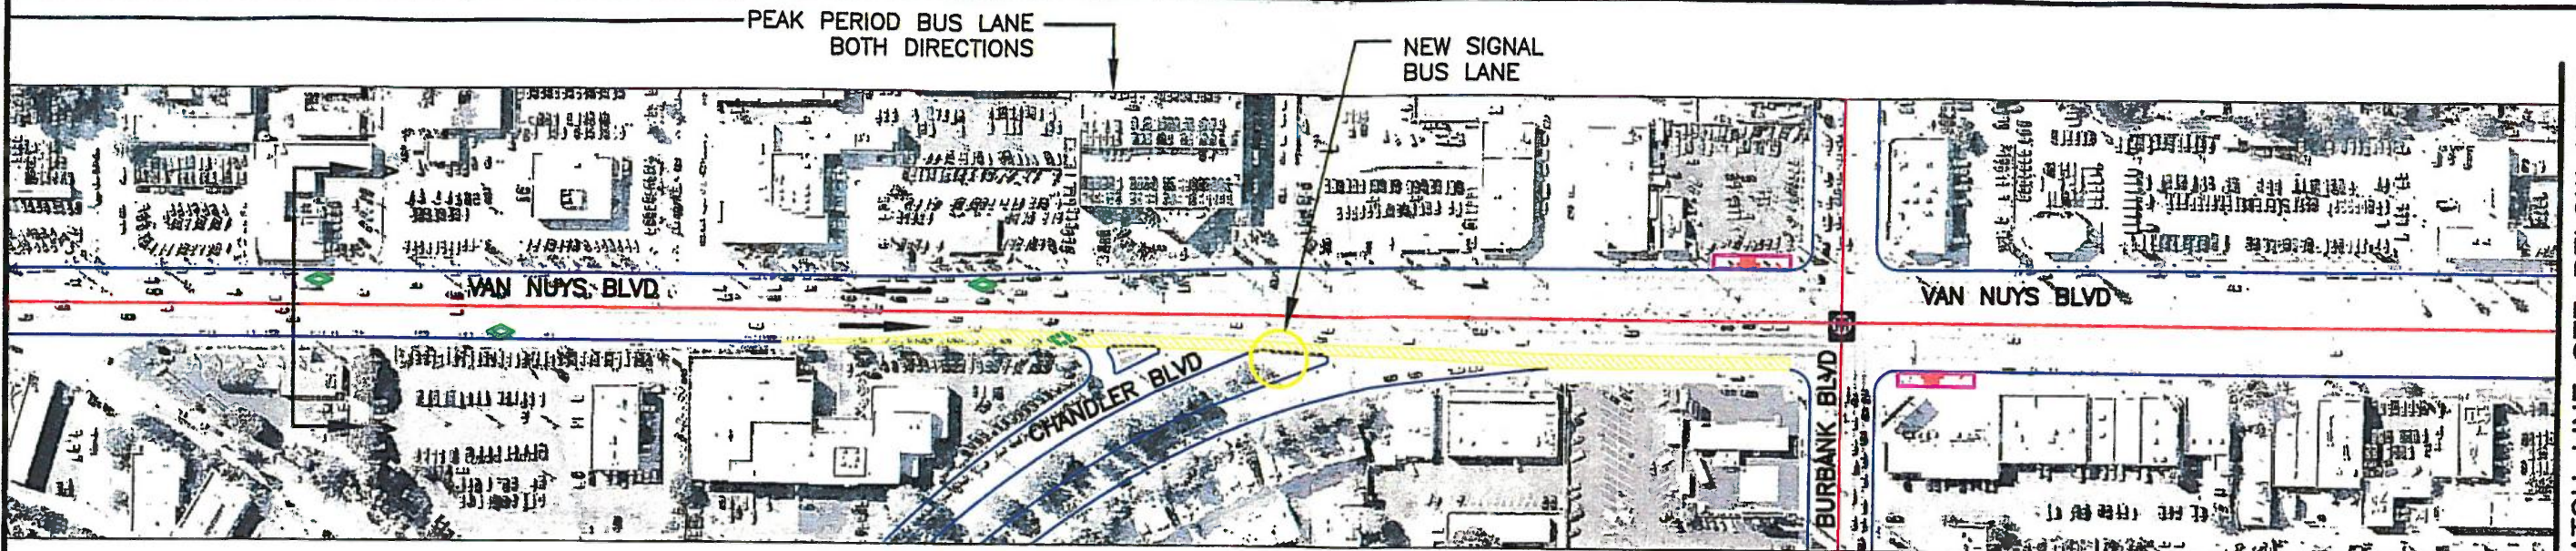 PEAK PERIOD BUS LANE
BOTH DIRECTIONS
NEW SIGNAL
BUS LANE
VAN NUYS BLVD
VAN NUYS BLVD
CHANDLER BLVD
BURBANK BLVD